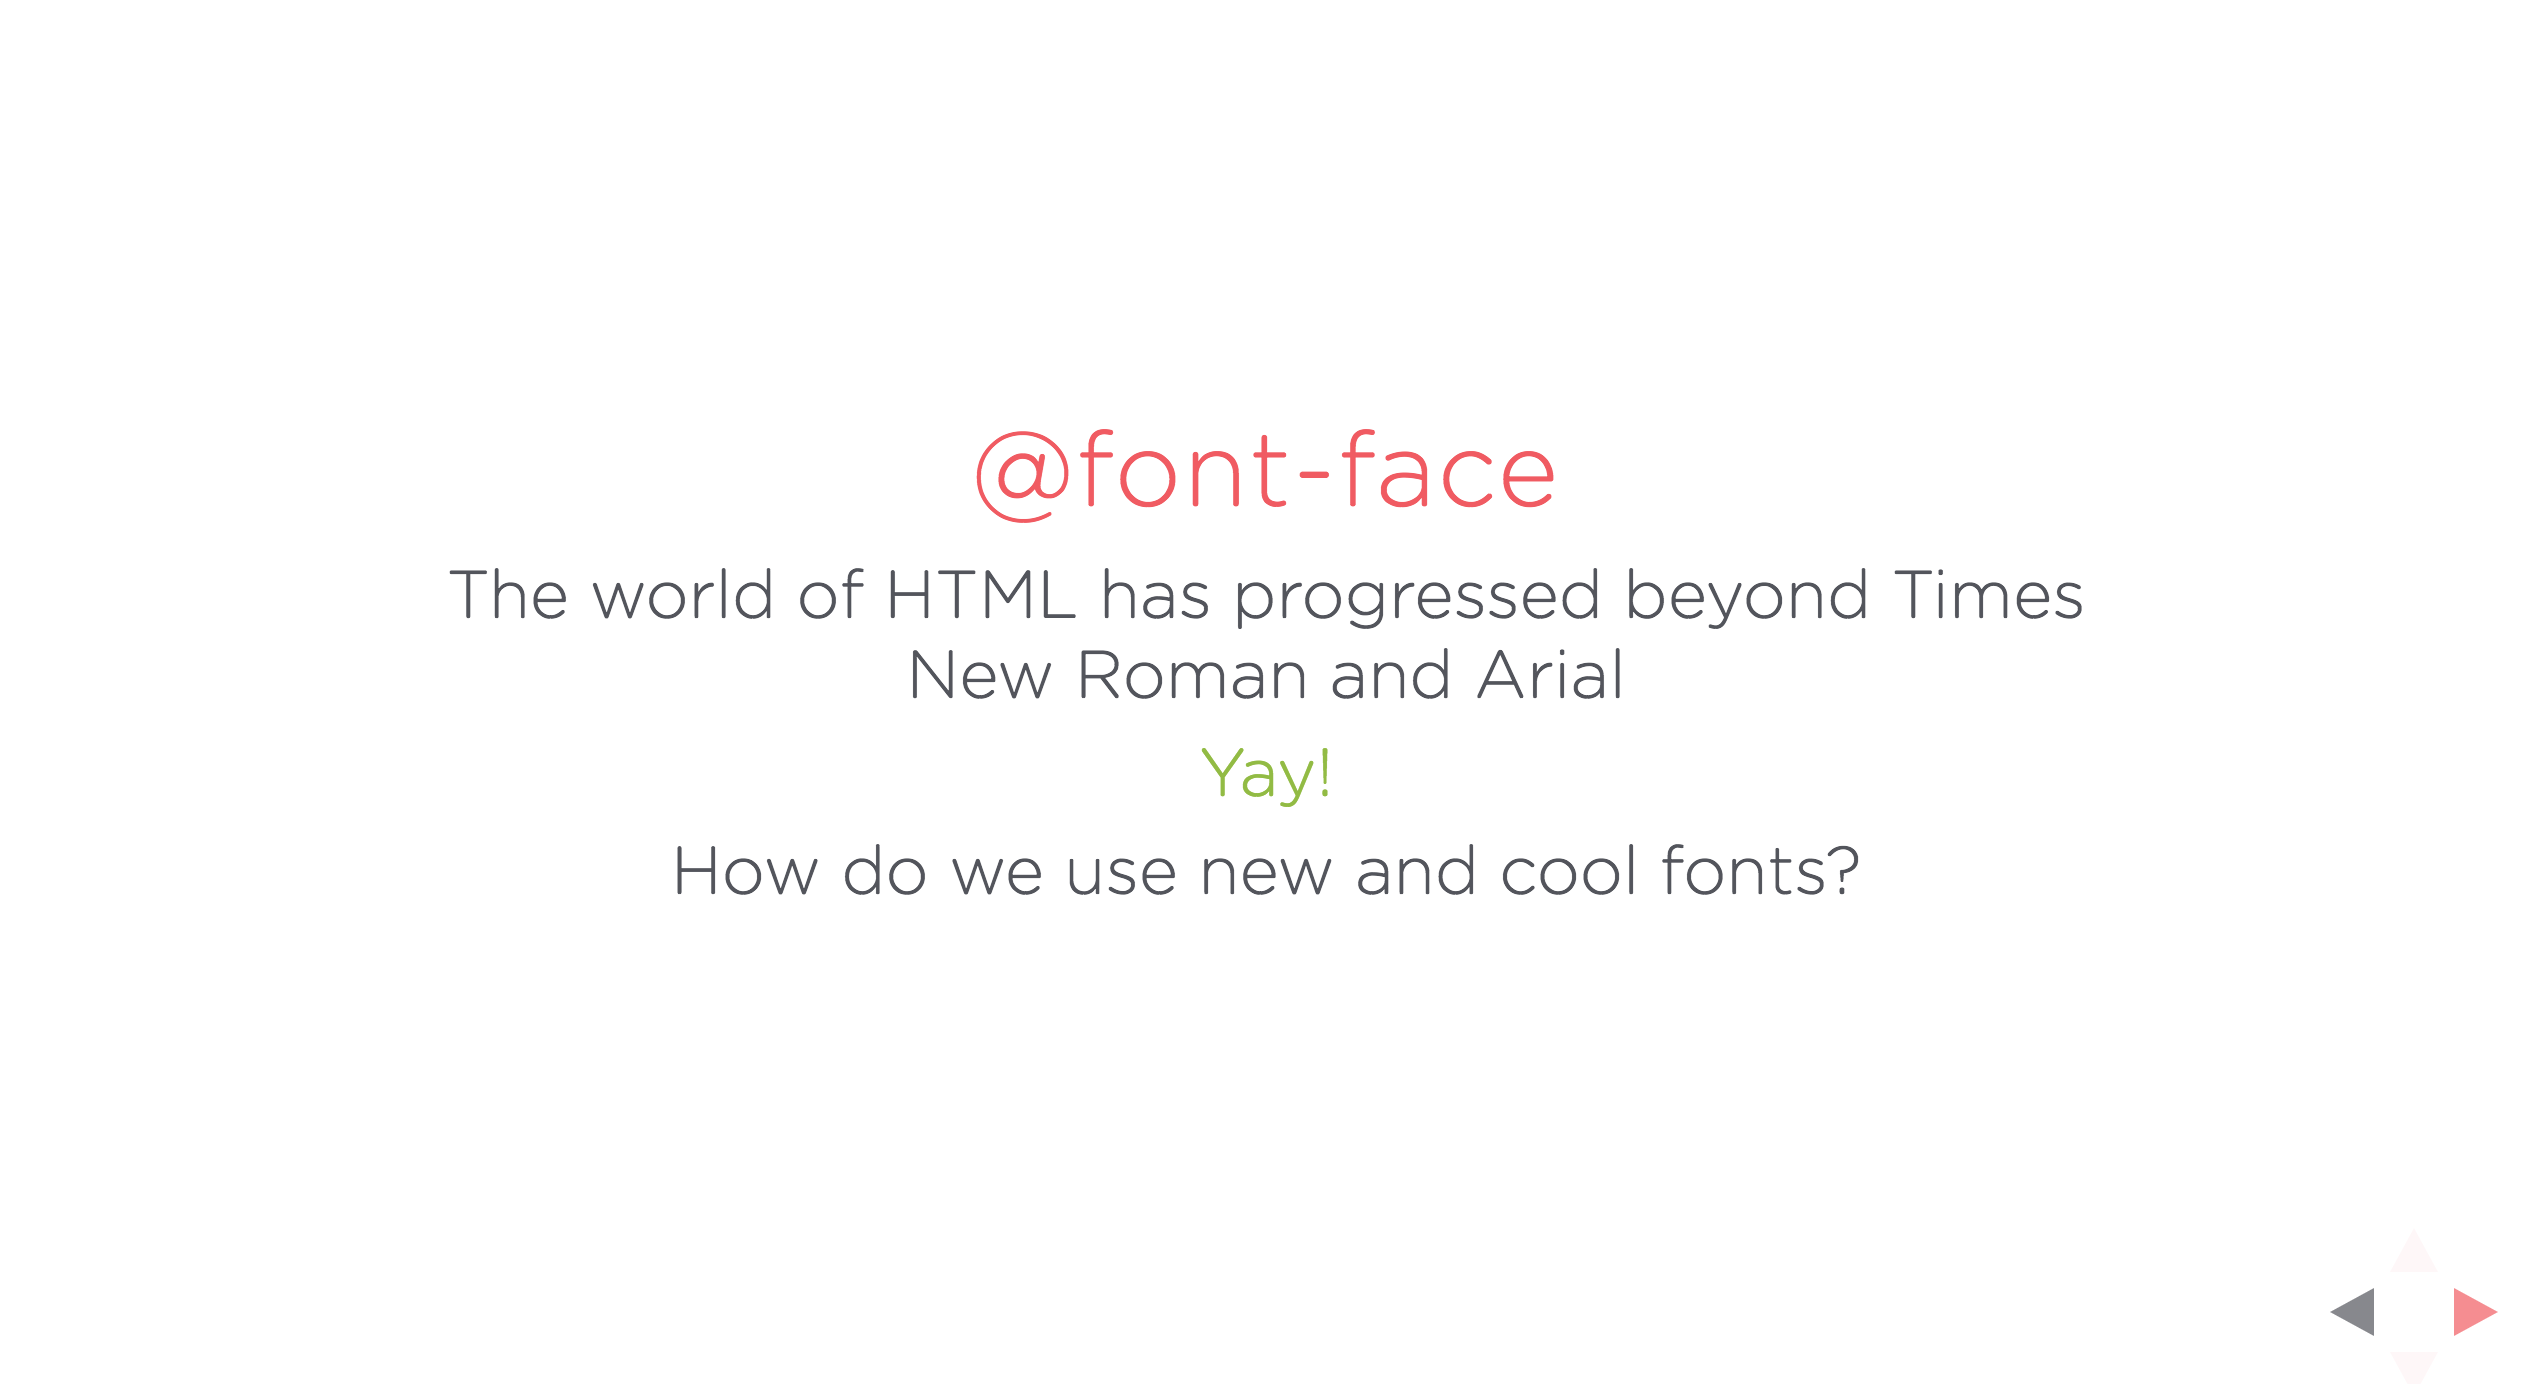 @font-face
The world of HTML has progressed beyond Times
New Roman and Arial
Yay!
How do we use new and cool fonts?